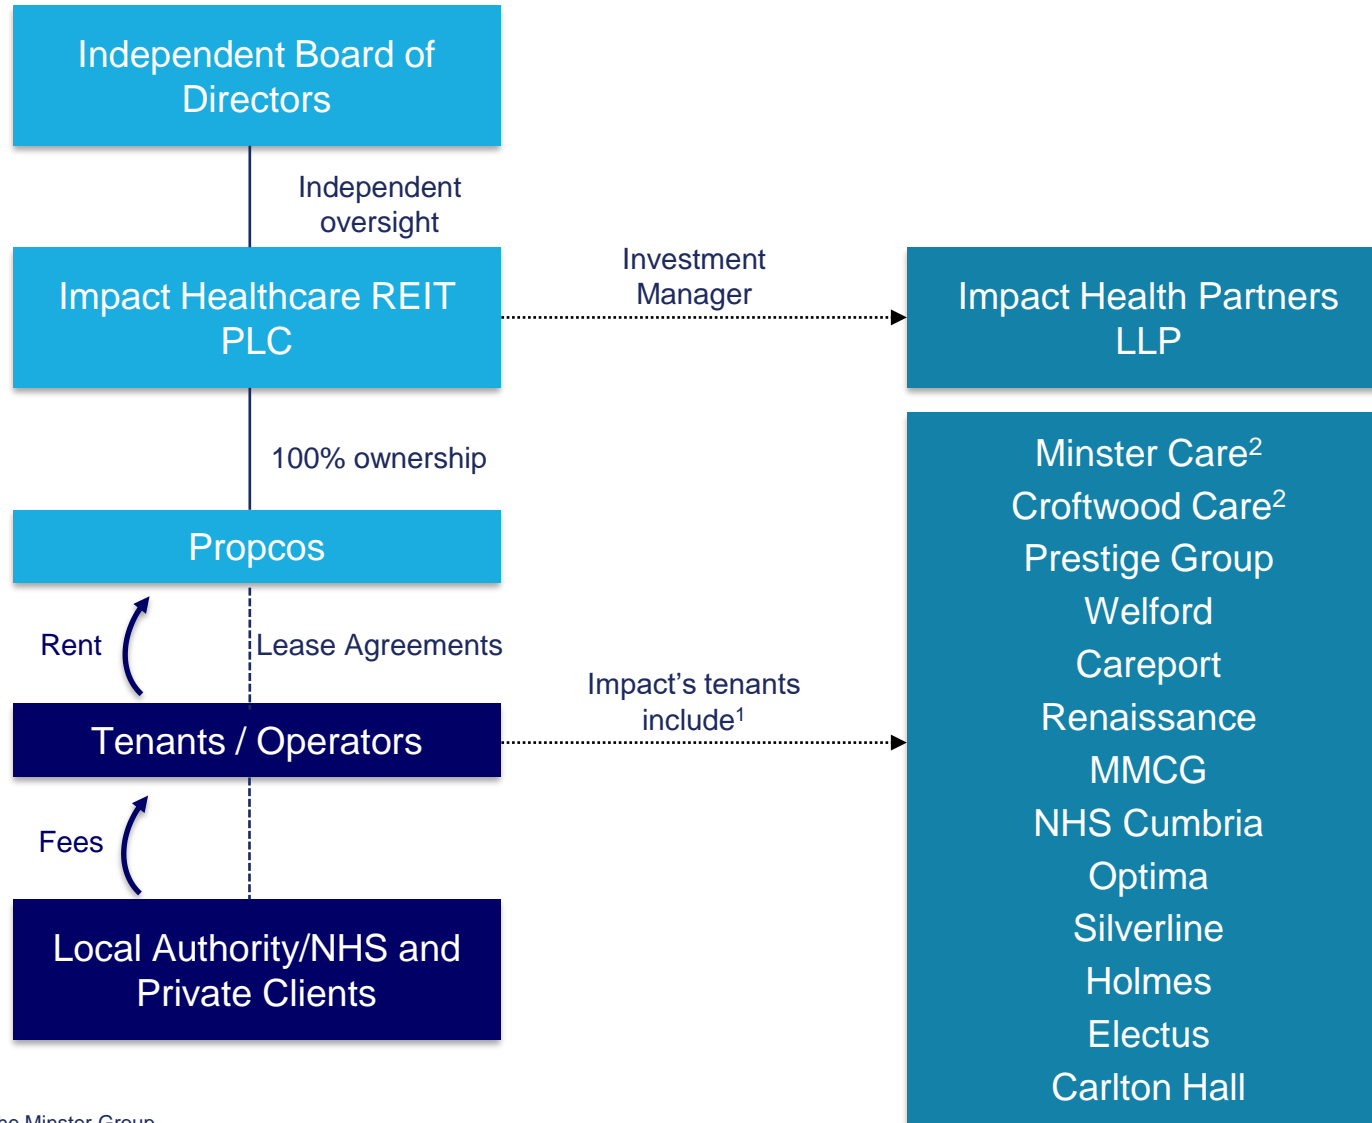 Independent Board of
Directors
Independent
oversight
Impact Healthcare REIT
PLC
Investment
Manager
Impact Health Partners
LLP
100% ownership
Propcos
Rent
Lease Agreements
Tenants / Operators
Impact’s tenants
include¹
Minster Care²
Croftwood Care²
Prestige Group
Welford
Careport
Renaissance
MMCG
NHS Cumbria
Optima
Silverline
Holmes
Electus
Carlton Hall
Fees
Local Authority/NHS and
Private Clients
Minster Group